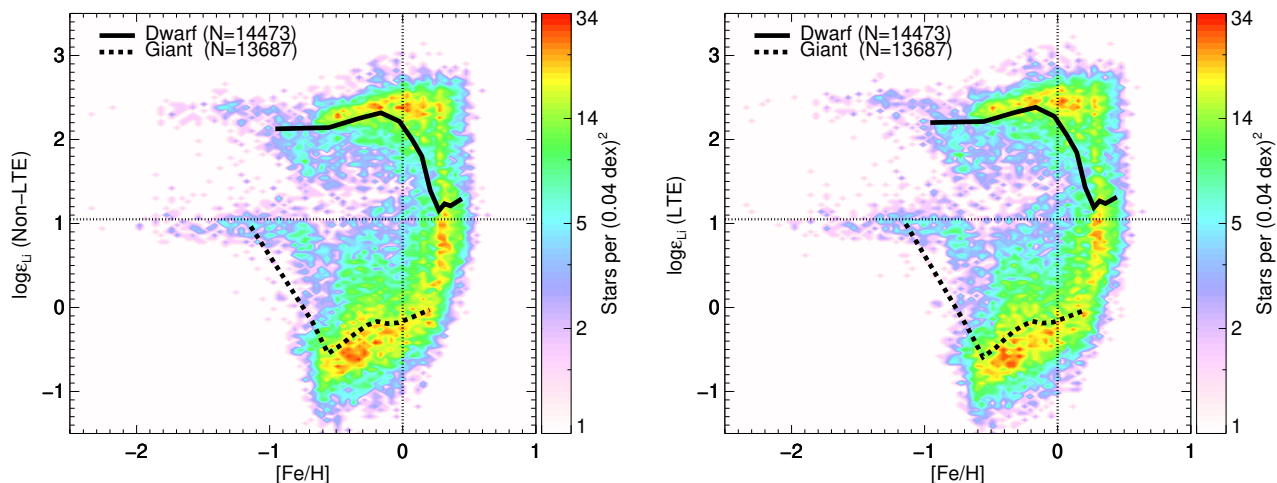 Dwarf (N=14473)
Giant (N=13687)
logεLi (Non−LTE)
3
2
1
0
−1
−2
−1
0
1
[Fe/H]
34
14
5
2
1
Stars per (0.04 dex)²
Dwarf (N=14473)
Giant (N=13687)
logεLi (LTE)
3
2
1
0
−1
−2
−1
0
1
[Fe/H]
34
14
5
2
1
Stars per (0.04 dex)²